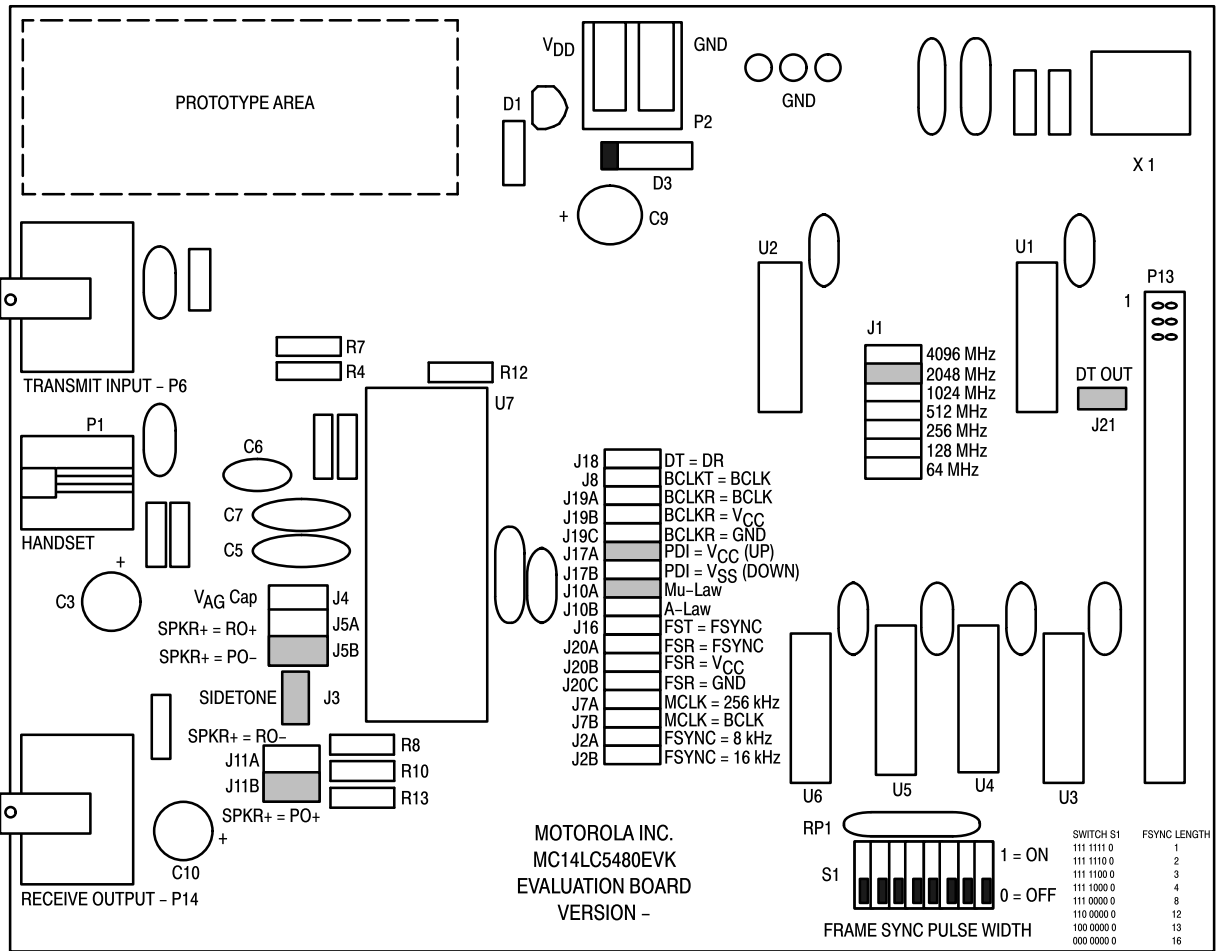 PROTOTYPE AREA
VDD
GND
D1
P2
D3
+
C9
GND
X 1
TRANSMIT INPUT – P6
U2
U1
P13
1
J1
4096 MHz
2048 MHz
1024 MHz
512 MHz
256 MHz
128 MHz
64 MHz
DT OUT
J21
R7
R4
R12
U7
P1
HANDSET
C6
C7
C5
+
C3
VAG Cap
J4
SPKR+ = RO+
J5A
SPKR+ = PO–
J5B
SIDETONE
J3
SPKR+ = RO–
J11A
J11B
SPKR+ = PO+
R8
R10
R13
J18 DT = DR
J8 BCLKT = BCLK
J19A BCLKR = BCLK
J19B BCLKR = VCC
J19C BCLKR = GND
J17A PDI = VCC (UP)
J17B PDI = VSS (DOWN)
J10A Mu–Law
J10B A–Law
J16 FST = FSYNC
J20A FSR = FSYNC
J20B FSR = VCC
J20C FSR = GND
J7A MCLK = 256 kHz
J7B MCLK = BCLK
J2A FSYNC = 8 kHz
J2B FSYNC = 16 kHz
U6
U5
U4
U3
+
C10
RECEIVE OUTPUT – P14
MOTOROLA INC.
MC14LC5480EVK
EVALUATION BOARD
VERSION –
RP1
S1
1 = ON
0 = OFF
FRAME SYNC PULSE WIDTH
SWITCH S1 FSYNC LENGTH
111 1111 0 1
111 1110 0 2
111 1100 0 3
111 1000 0 4
111 0000 0 8
110 0000 0 12
100 0000 0 13
000 0000 0 16